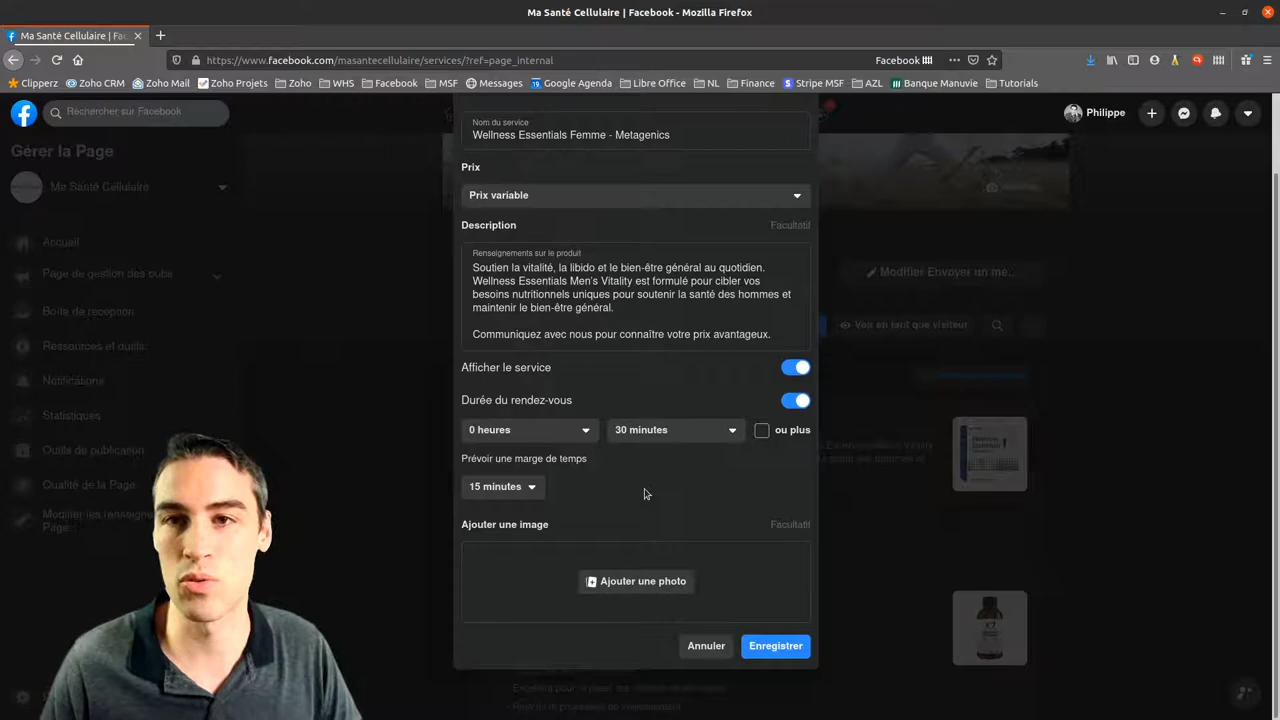 Ma Santé Cellulaire | Facebook - Mozilla Firefox
Ma Santé Cellulaire | Fac
https://www.facebook.com/masantecellulaire/services/?ref=page_internal
Facebook
Clipperz Zoho CRM Zoho Mail Zoho Projets Zoho WHS Facebook MSF Messages Google Agenda Libre Office NL Finance Stripe MSF AZL Banque Manuvie Tutorials
Rechercher sur Facebook
Philippe
Gérer la Page
Ma Santé Cellulaire
Accueil
Page de gestion des pubs
Boîte de réception
Ressources et outils
Notifications
Statistiques
Outils de publication
Qualité de la Page
Modifier les renseigne
Page
Nom du service
Wellness Essentials Femme - Metagenics
Prix
Prix variable
Description Facultatif
Renseignements sur le produit
Soutien la vitalité, la libido et le bien-être général au quotidien.
Wellness Essentials Men's Vitality est formulé pour cibler vos
besoins nutritionnels uniques pour soutenir la santé des hommes et
maintenir le bien-être général.
Communiquez avec nous pour connaître votre prix avantageux.
Afficher le service
Durée du rendez-vous
0 heures 30 minutes ou plus
Prévoir une marge de temps
15 minutes
Ajouter une image Facultatif
Ajouter une photo
Annuler Enregistrer
Modifier Envoyer un me...
Voir en tant que visiteur